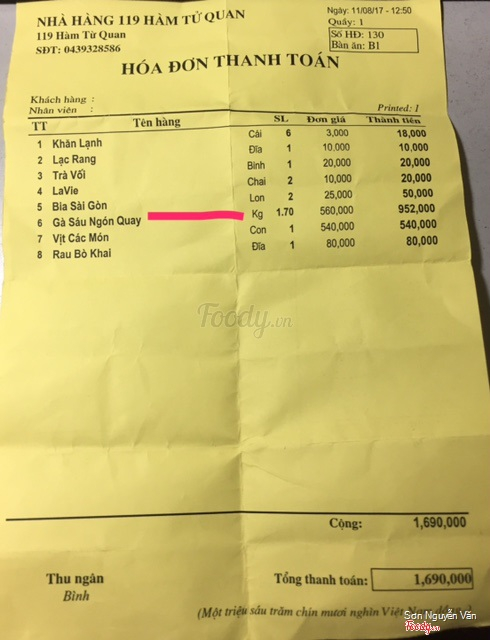 NHÀ HÀNG 119 HÀM TỬ QUAN
119 Hàm Tử Quan
SĐT: 0439328586
Ngày: 11/08/17 - 12:50
Quầy: 1
Số HĐ: 130
Bàn ăn: B1
HÓA ĐƠN THANH TOÁN
Khách hàng :
Nhân viên :
Printed: 1
TT Tên hàng SL Đơn giá Thành tiền
1 Khăn Lạnh Cái 6 3,000 18,000
2 Lạc Rang Đĩa 1 10,000 10,000
3 Trà Vối Bình 1 20,000 20,000
4 LaVie Chai 2 10,000 20,000
5 Bia Sài Gòn Lon 2 25,000 50,000
6 Gà Sáu Ngón Quay Kg 1.70 560,000 952,000
7 Vịt Các Món Con 1 540,000 540,000
8 Rau Bò Khai Đĩa 1 80,000 80,000
Foody.vn
Cộng: 1,690,000
Thu ngân
Bình
Tổng thanh toán: 1,690,000
(Một triệu sáu trăm chín mươi nghìn Việt Nam
Sơn Nguyễn Văn
Foody.vn